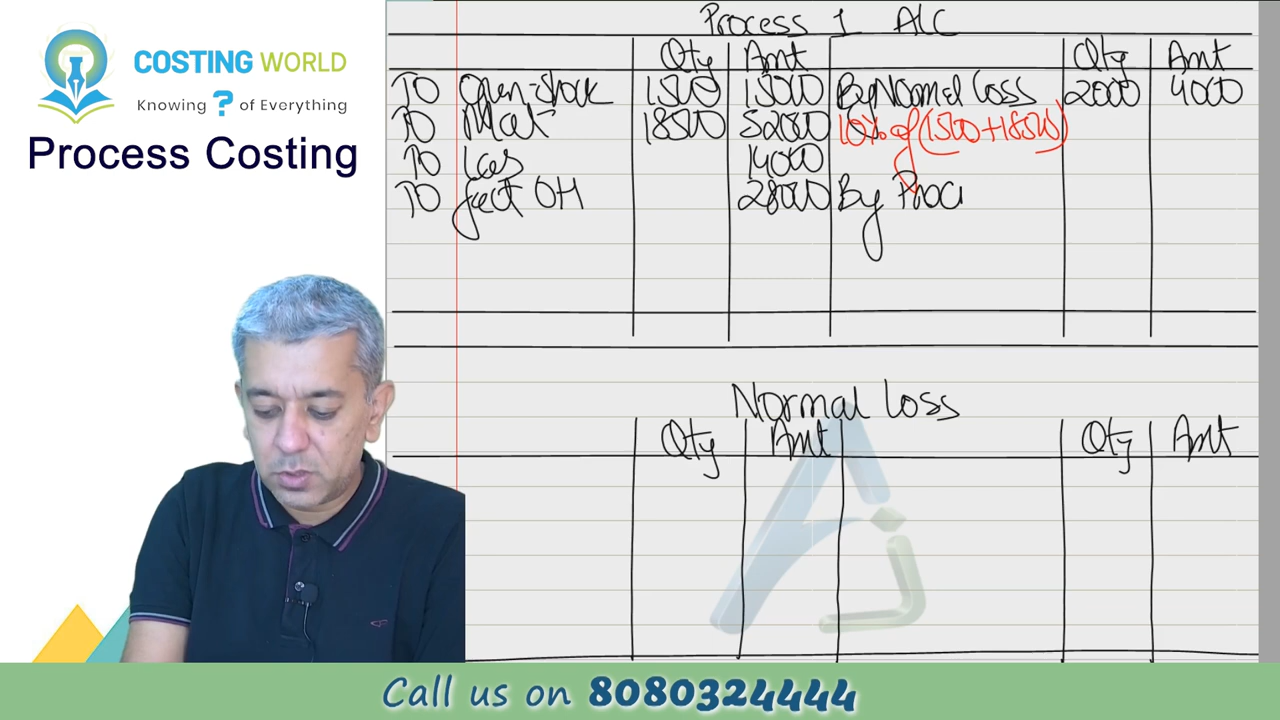 COSTING WORLD
Knowing ? of Everything
Process Costing
Process 1 A/C
Qty Amt Qty Amt
To Open-stock 1500 15000 By Normal Loss 2000 4000
To Mat 18500 52000 10% of (1500+18500)
To 14000
To fact OH 28000 By Proc
Normal Loss
Qty Amt Qty Amt
Call us on 8080324444